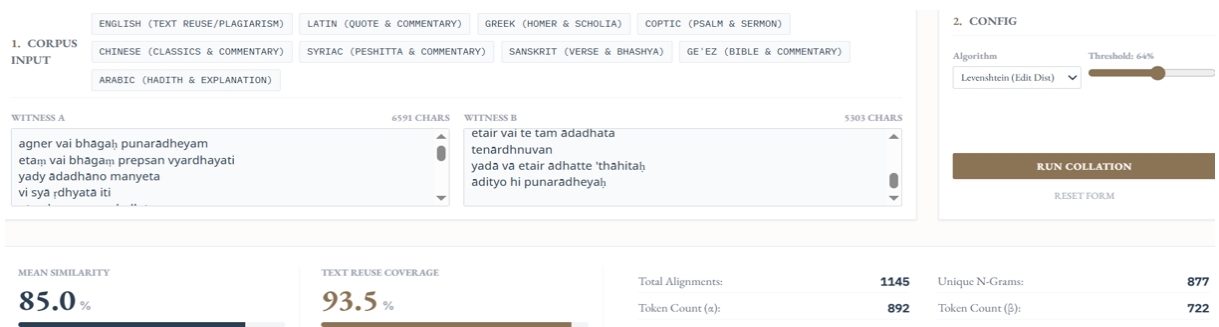 1. CORPUS INPUT
ENGLISH (TEXT REUSE/PLAGIARISM)
LATIN (QUOTE & COMMENTARY)
GREEK (HOMER & SCHOLIA)
COPTIC (PSALM & SERMON)
CHINESE (CLASSICS & COMMENTARY)
SYRIAC (PESHITTA & COMMENTARY)
SANSKRIT (VERSE & BHASHYA)
GE'EZ (BIBLE & COMMENTARY)
ARABIC (HADITH & EXPLANATION)
WITNESS A
6591 CHARS
agner vai bhāgaḥ punarādheyam
etaṃ vai bhāgaṃ prepsan vyardhayati
yady ādadhāno manyeta
vi syā ṛdhyatā iti
WITNESS B
5303 CHARS
etair vai te tam ādadhata
tenārdhnuvan
yadā vā etair ādhatte 'thāhitaḥ
ādityo hi punarādheyaḥ
2. CONFIG
Algorithm
Threshold: 64%
Levenshtein (Edit Dist)
RUN COLLATION
RESET FORM
MEAN SIMILARITY
85.0 %
TEXT REUSE COVERAGE
93.5 %
Total Alignments: 1145
Token Count (α): 892
Unique N-Grams: 877
Token Count (β): 722